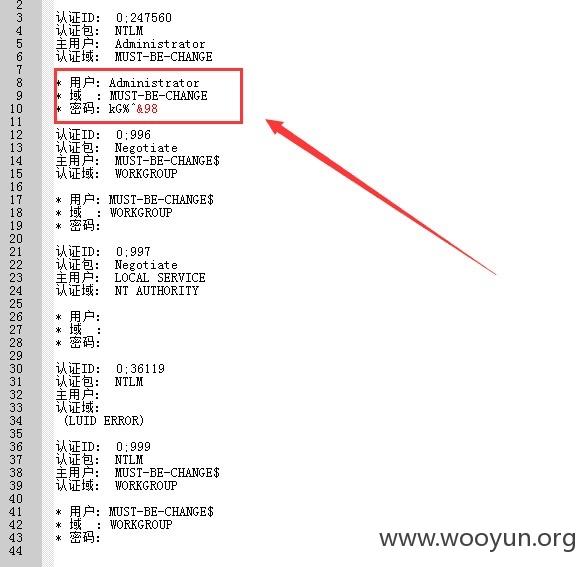 2
3 认证ID： 0;247560
4 认证包： NTLM
5 主用户： Administrator
6 认证域： MUST-BE-CHANGE
7
8 * 用户: Administrator
9 * 域  : MUST-BE-CHANGE
10 * 密码: kG%^&98
11
12 认证ID： 0;996
13 认证包： Negotiate
14 主用户： MUST-BE-CHANGE$
15 认证域： WORKGROUP
16
17 * 用户: MUST-BE-CHANGE$
18 * 域  : WORKGROUP
19 * 密码:
20
21 认证ID： 0;997
22 认证包： Negotiate
23 主用户： LOCAL SERVICE
24 认证域： NT AUTHORITY
25
26 * 用户:
27 * 域  :
28 * 密码:
29
30 认证ID： 0;36119
31 认证包： NTLM
32 主用户：
33 认证域：
34 (LUID ERROR)
35
36 认证ID： 0;999
37 认证包： NTLM
38 主用户： MUST-BE-CHANGE$
39 认证域： WORKGROUP
40
41 * 用户: MUST-BE-CHANGE$
42 * 域  : WORKGROUP
43 * 密码:
44
www.wooyun.org